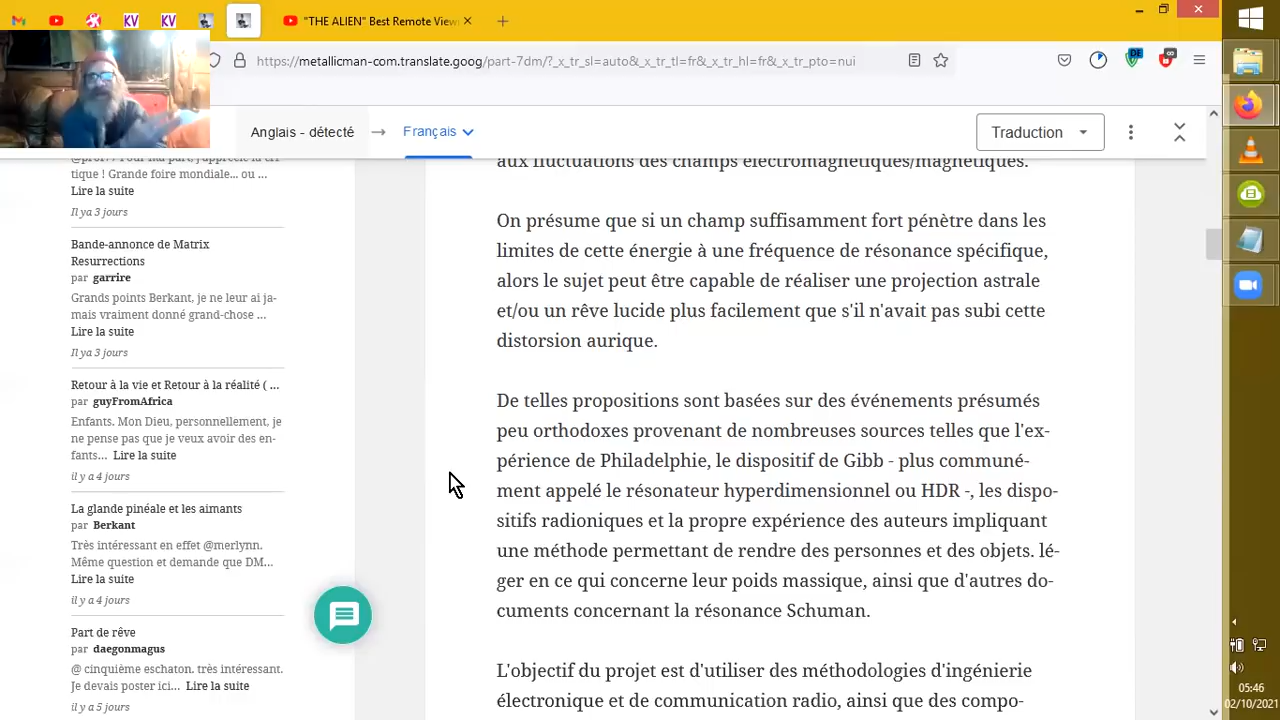 KV
KV
"THE ALIEN" Best Remote View
https://metallicman-com.translate.goog/part-7dm/?_x_tr_sl=auto&_x_tr_tl=fr&_x_tr_hl=fr&_x_tr_pto=nui
DE
Anglais - détecté → Français
Traduction
tique ! Grande foire mondiale... ou ...
Lire la suite
Il ya 3 jours
Bande-annonce de Matrix
Resurrections
par garrire
Grands points Berkant, je ne leur ai ja-
mais vraiment donné grand-chose ...
Lire la suite
Il ya 3 jours
Retour à la vie et Retour à la réalité ( ...
par guyFromAfrica
Enfants. Mon Dieu, personnellement, je
ne pense pas que je veux avoir des en-
fants... Lire la suite
il y a 4 jours
La glande pinéale et les aimants
par Berkant
Très intéressant en effet @merlynn.
Même question et demande que DM...
Lire la suite
il y a 4 jours
Part de rêve
par daegonmagus
@ cinquième eschaton. très intéressant.
Je devais poster ici... Lire la suite
il y a 5 jours
aux fluctuations des champs électromagnétiques/magnétiques.
On présume que si un champ suffisamment fort pénètre dans les
limites de cette énergie à une fréquence de résonance spécifique,
alors le sujet peut être capable de réaliser une projection astrale
et/ou un rêve lucide plus facilement que s'il n'avait pas subi cette
distorsion aurique.
De telles propositions sont basées sur des événements présumés
peu orthodoxes provenant de nombreuses sources telles que l'ex-
périence de Philadelphie, le dispositif de Gibb - plus communé-
ment appelé le résonateur hyperdimensionnel ou HDR -, les dispo-
sitifs radioniques et la propre expérience des auteurs impliquant
une méthode permettant de rendre des personnes et des objets. lé-
ger en ce qui concerne leur poids massique, ainsi que d'autres do-
cuments concernant la résonance Schuman.
L'objectif du projet est d'utiliser des méthodologies d'ingénierie
électronique et de communication radio, ainsi que des compo-
05:46
02/10/2021